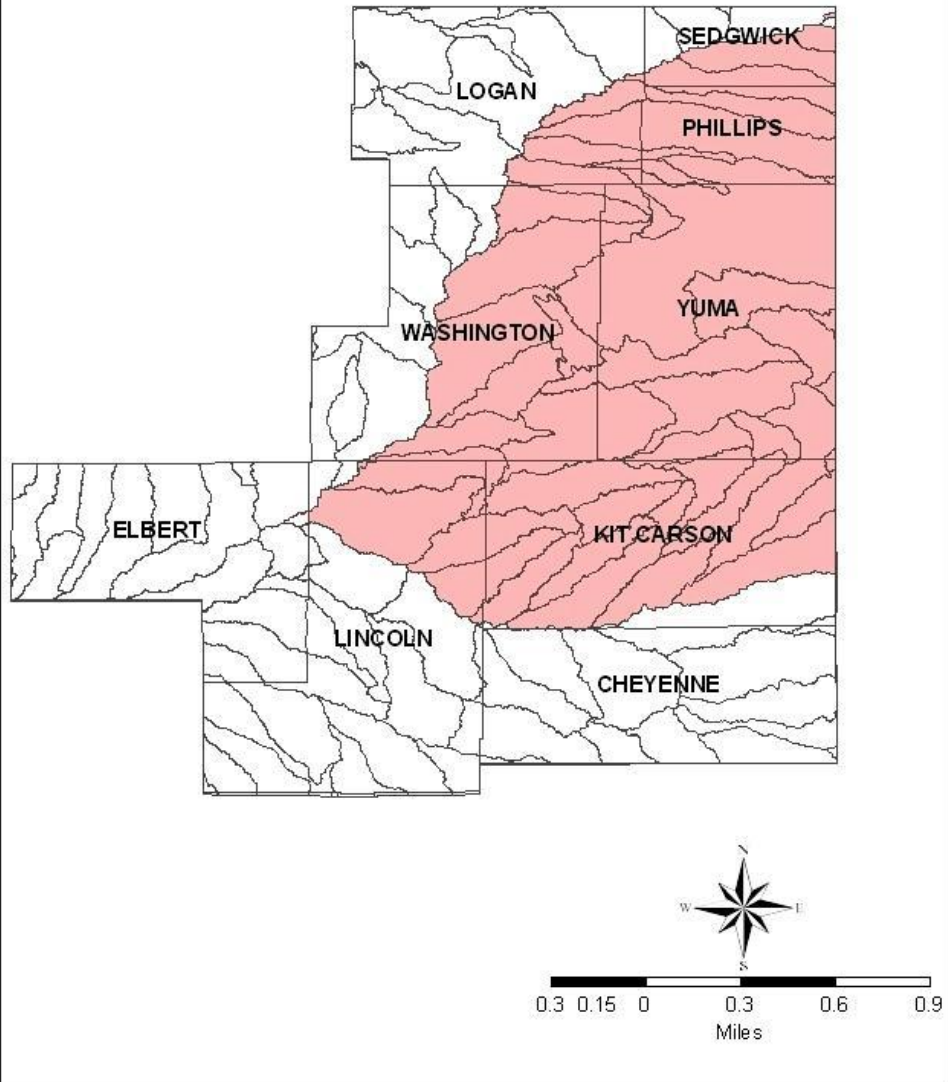 SEDGWICK
LOGAN
PHILLIPS
YUMA
WASHINGTON
ELBERT
KIT CARSON
LINCOLN
CHEYENNE
N
W E
S
0.3 0.15 0 0.3 0.6 0.9
Miles